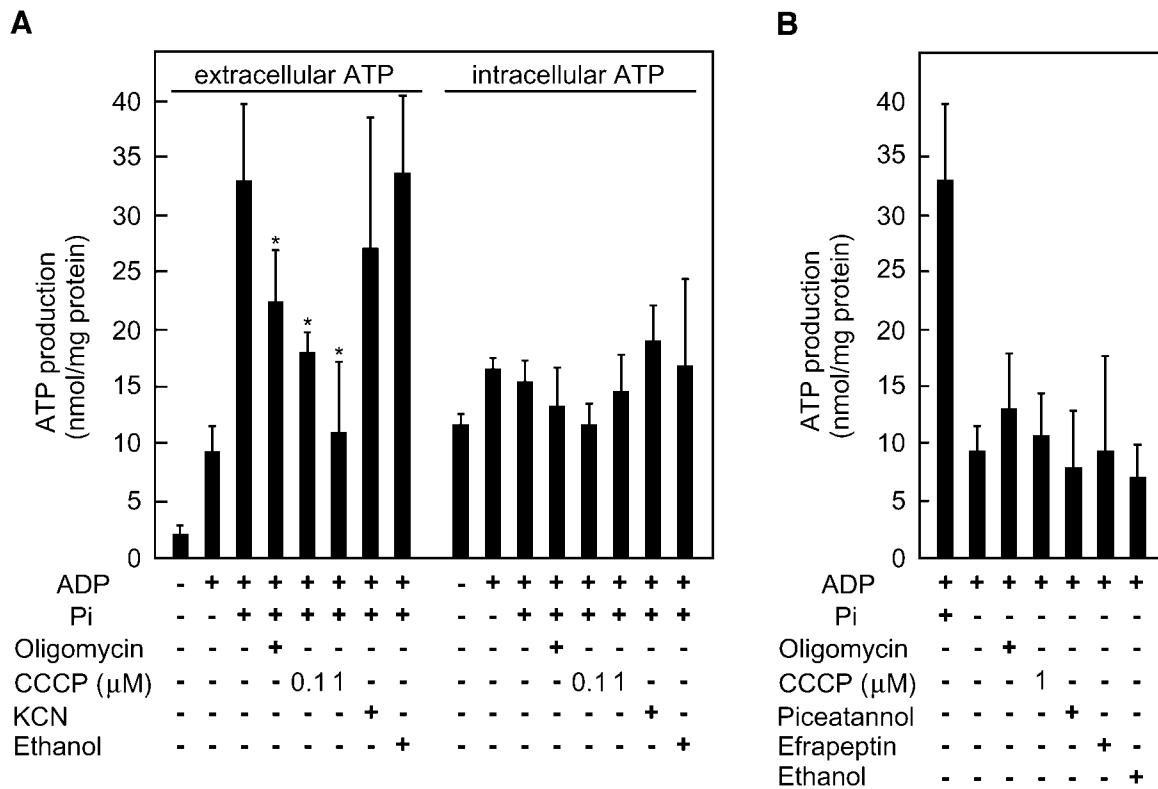 A
extracellular ATP intracellular ATP
ATP production
(nmol/mg protein)
40
35
30
25
20
15
10
5
0
ADP - + + + + + + + - + + + + + + +
Pi - - + + + + + + - - + + + + + +
Oligomycin - - - + - - - - - - - + - - - -
CCCP (μM) - - - - 0.1 1 - - - - - - 0.1 1 - -
KCN - - - - - - + - - - - - - - + -
Ethanol - - - - - - - + - - - - - - - +
* * *
B
ATP production
(nmol/mg protein)
40
35
30
25
20
15
10
5
0
ADP + + + + + + +
Pi + - - - - - -
Oligomycin - - + - - - -
CCCP (μM) - - - 1 - - -
Piceatannol - - - - + - -
Efrapeptin - - - - - + -
Ethanol - - - - - - +